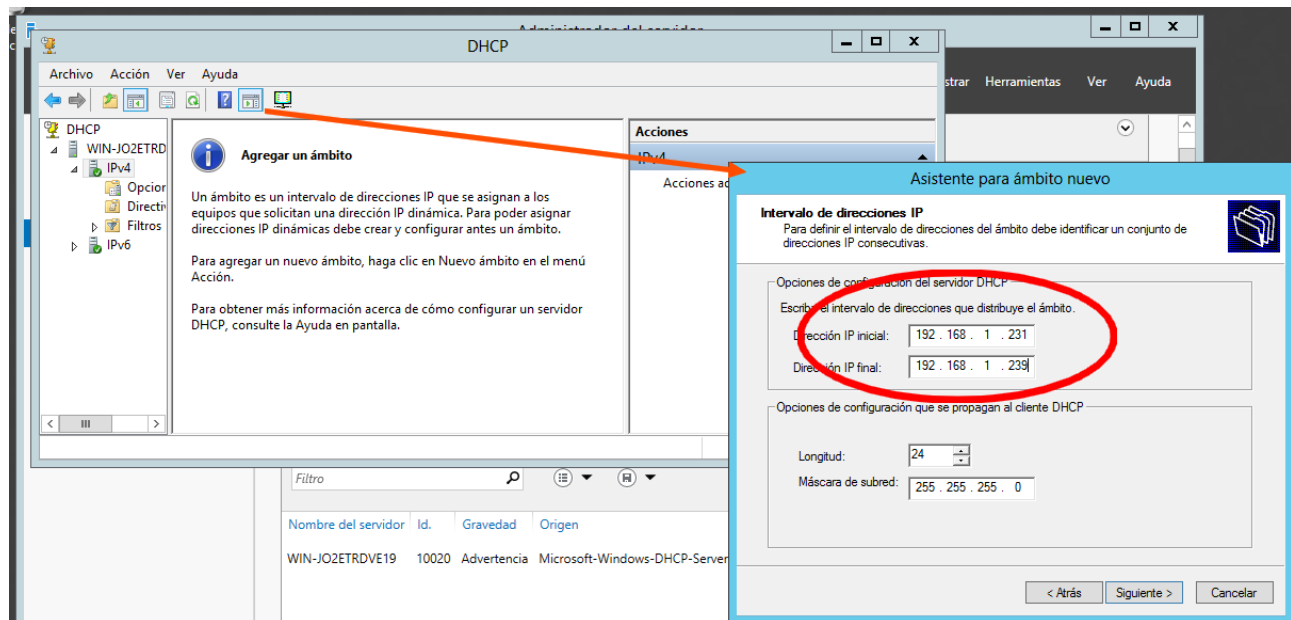 Administrador del servidor
DHCP
Archivo Acción Ver Ayuda
strar Herramientas Ver Ayuda
DHCP
WIN-JO2ETRD
IPv4
Opcion
Directiv
Filtros
IPv6
Agregar un ámbito
Un ámbito es un intervalo de direcciones IP que se asignan a los
equipos que solicitan una dirección IP dinámica. Para poder asignar
direcciones IP dinámicas debe crear y configurar antes un ámbito.
Para agregar un nuevo ámbito, haga clic en Nuevo ámbito en el menú
Acción.
Para obtener más información acerca de cómo configurar un servidor
DHCP, consulte la Ayuda en pantalla.
Acciones
IPv4
Acciones ad
Asistente para ámbito nuevo
Intervalo de direcciones IP
Para definir el intervalo de direcciones del ámbito debe identificar un conjunto de
direcciones IP consecutivas.
Opciones de configuración del servidor DHCP
Escriba el intervalo de direcciones que distribuye el ámbito.
Dirección IP inicial: 192 . 168 . 1 . 231
Dirección IP final: 192 . 168 . 1 . 239
Opciones de configuración que se propagan al cliente DHCP
Longitud: 24
Máscara de subred: 255 . 255 . 255 . 0
< Atrás Siguiente > Cancelar
Filtro
Nombre del servidor Id. Gravedad Origen
WIN-JO2ETRDVE19 10020 Advertencia Microsoft-Windows-DHCP-Server